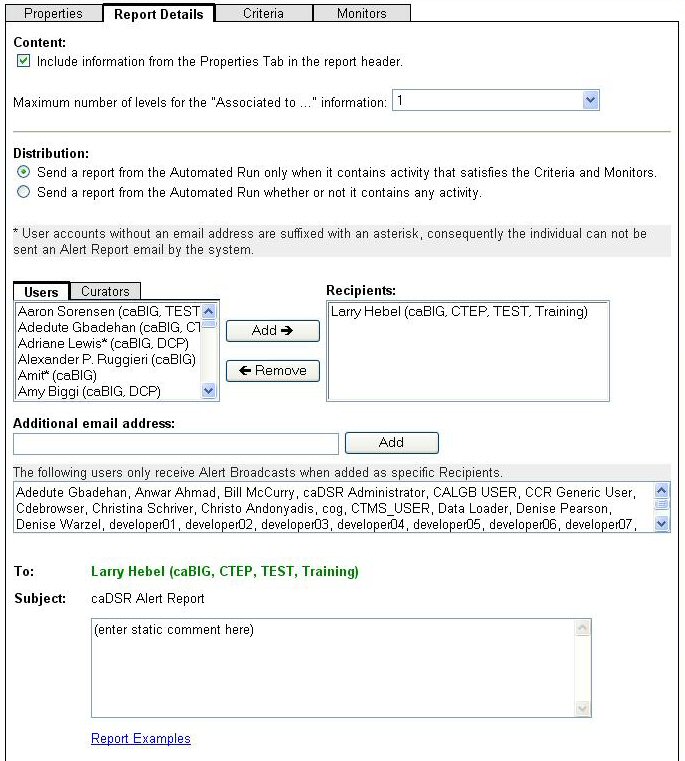 Properties
Report Details
Criteria
Monitors
Content:
Include information from the Properties Tab in the report header.
Maximum number of levels for the "Associated to ..." information: 1
Distribution:
Send a report from the Automated Run only when it contains activity that satisfies the Criteria and Monitors.
Send a report from the Automated Run whether or not it contains any activity.
* User accounts without an email address are suffixed with an asterisk, consequently the individual can not be
sent an Alert Report email by the system.
Users
Curators
Aaron Sorensen (caBIG, TEST
Adedute Gbadehan (caBIG, CT
Adriane Lewis* (caBIG, DCP)
Alexander P. Ruggieri (caBIG)
Amit* (caBIG)
Amy Biggi (caBIG, DCP)
Add →
← Remove
Recipients:
Larry Hebel (caBIG, CTEP, TEST, Training)
Additional email address:
Add
The following users only receive Alert Broadcasts when added as specific Recipients.
Adedute Gbadehan, Anwar Ahmad, Bill McCurry, caDSR Administrator, CALGB USER, CCR Generic User,
Cdebrowser, Christina Schriver, Christo Andonyadis, cog, CTMS_USER, Data Loader, Denise Pearson,
Denise Warzel, developer01, developer02, developer03, developer04, developer05, developer06, developer07,
To: Larry Hebel (caBIG, CTEP, TEST, Training)
Subject: caDSR Alert Report
(enter static comment here)
Report Examples